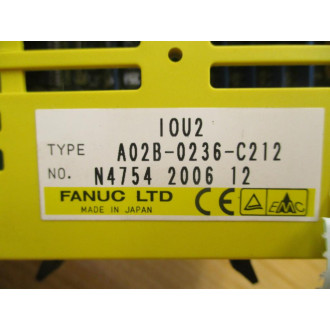 IOU2
TYPE A02B-0236-C212
NO. N4754 2006 12
FANUC LTD
MADE IN JAPAN
CE
EMC